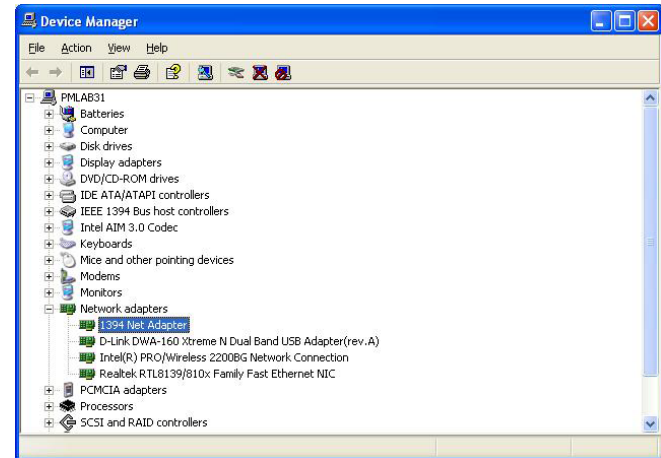 Device Manager
File Action View Help
PMLAB31
Batteries
Computer
Disk drives
Display adapters
DVD/CD-ROM drives
IDE ATA/ATAPI controllers
IEEE 1394 Bus host controllers
Intel AIM 3.0 Codec
Keyboards
Mice and other pointing devices
Modems
Monitors
Network adapters
1394 Net Adapter
D-Link DWA-160 Xtreme N Dual Band USB Adapter(rev.A)
Intel(R) PRO/Wireless 2200BG Network Connection
Realtek RTL8139/810x Family Fast Ethernet NIC
PCMCIA adapters
Processors
SCSI and RAID controllers